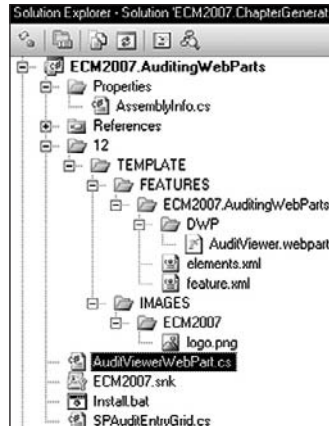 Solution Explorer - Solution 'ECM2007.ChapterGenerat
ECM2007.AuditingWebParts
Properties
AssemblyInfo.cs
References
12
TEMPLATE
FEATURES
ECM2007.AuditingWebParts
DWP
AuditViewer.webpart
elements.xml
feature.xml
IMAGES
ECM2007
logo.png
AuditViewerWebPart.cs
ECM2007.snk
Install.bat
SPAuditEntryGrid.cs